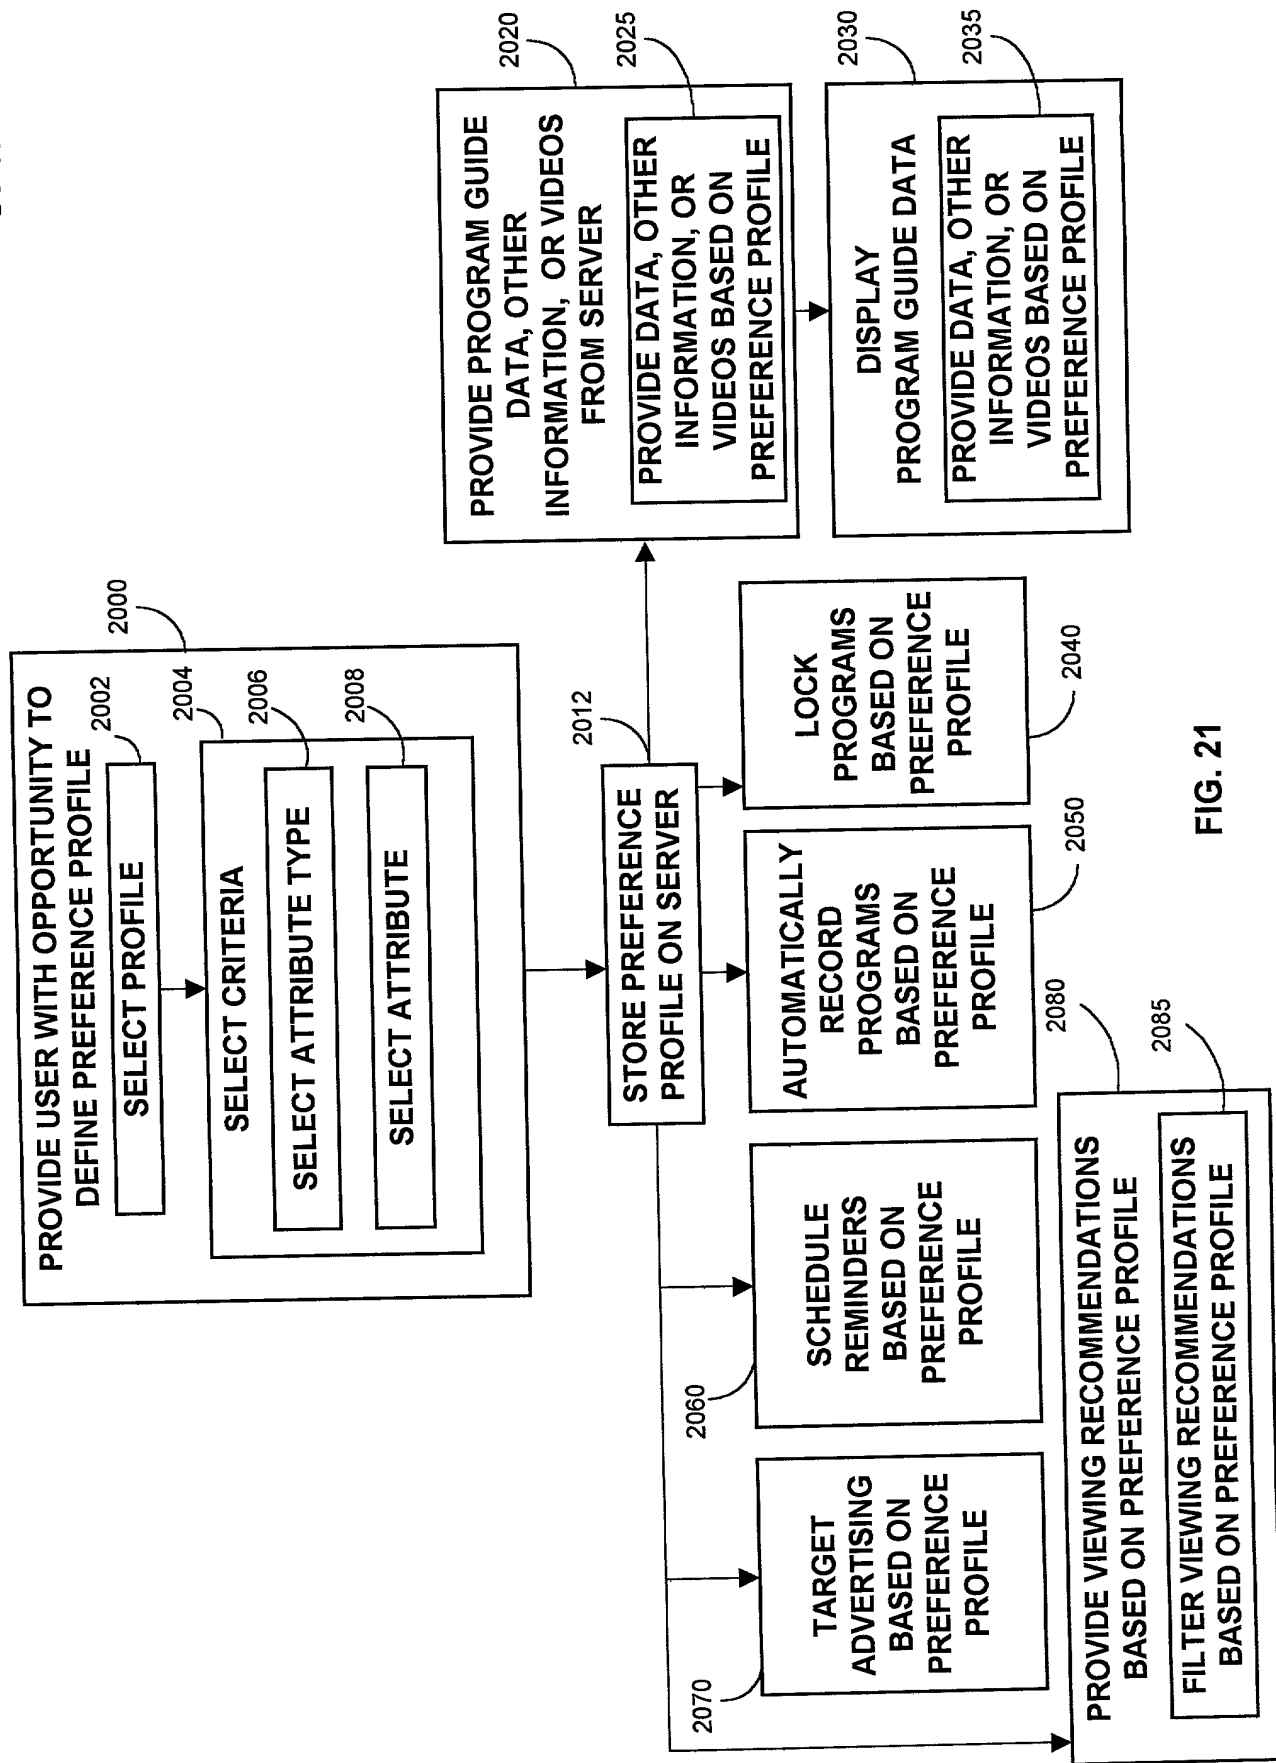 PROVIDE USER WITH OPPORTUNITY TO
DEFINE PREFERENCE PROFILE
2000
2002
SELECT PROFILE
2004
SELECT CRITERIA
2006
SELECT ATTRIBUTE TYPE
2008
SELECT ATTRIBUTE
2012
STORE PREFERENCE
PROFILE ON SERVER
2020
PROVIDE PROGRAM GUIDE
DATA, OTHER
INFORMATION, OR VIDEOS
FROM SERVER
2025
PROVIDE DATA, OTHER
INFORMATION, OR
VIDEOS BASED ON
PREFERENCE PROFILE
2030
DISPLAY
PROGRAM GUIDE DATA
2035
PROVIDE DATA, OTHER
INFORMATION, OR
VIDEOS BASED ON
PREFERENCE PROFILE
LOCK
PROGRAMS
BASED ON
PREFERENCE
PROFILE
2040
AUTOMATICALLY
RECORD
PROGRAMS
BASED ON
PREFERENCE
PROFILE
2050
SCHEDULE
REMINDERS
BASED ON
PREFERENCE
PROFILE
2060
TARGET
ADVERTISING
BASED ON
PREFERENCE
PROFILE
2070
2080
PROVIDE VIEWING RECOMMENDATIONS
BASED ON PREFERENCE PROFILE
2085
FILTER VIEWING RECOMMENDATIONS
BASED ON PREFERENCE PROFILE
FIG. 21